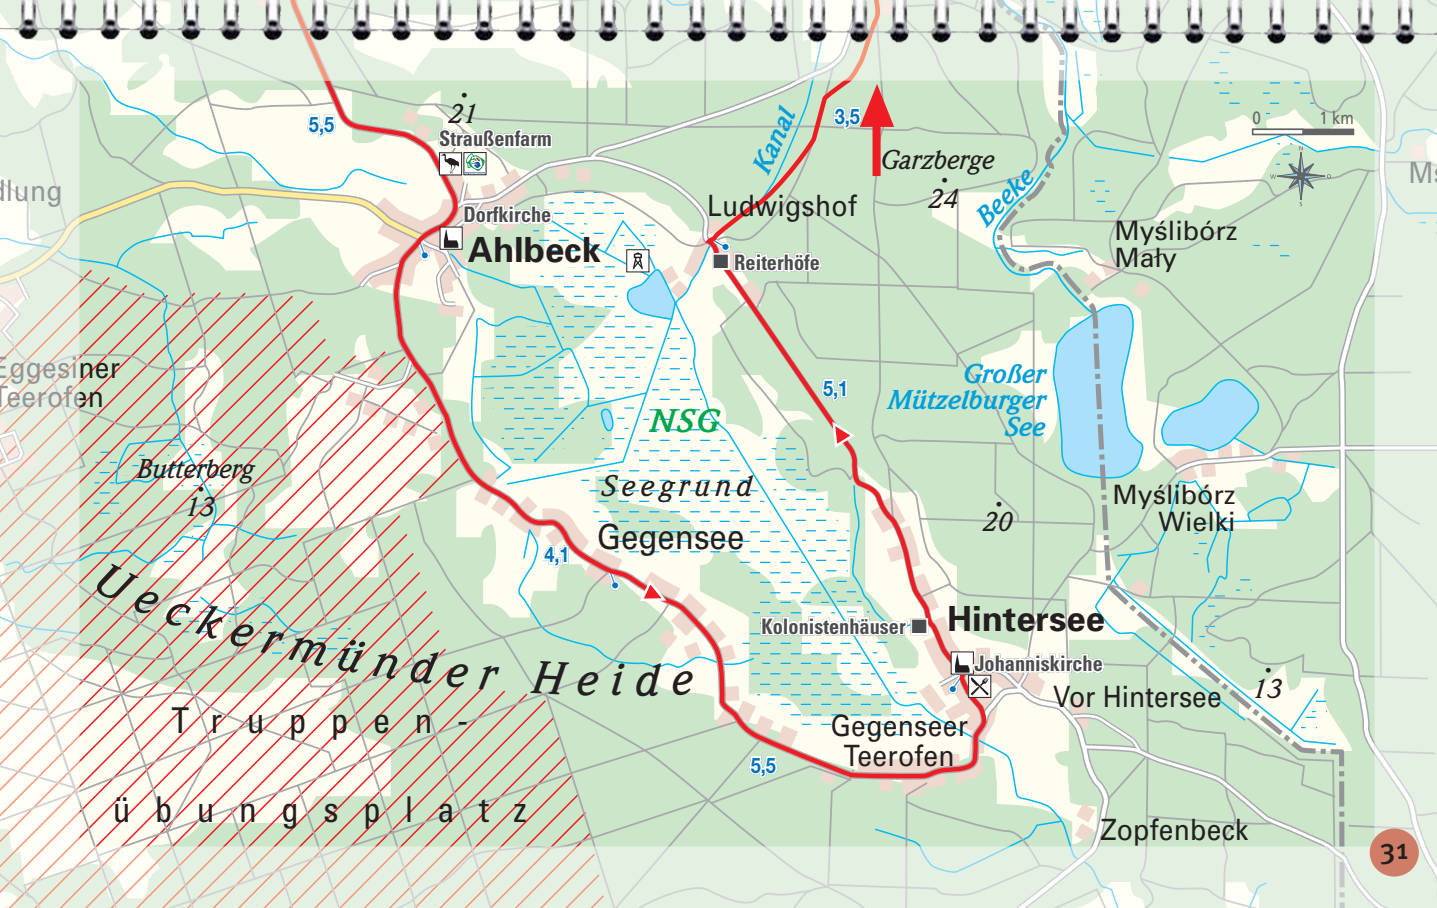 21
5,5
Straußenfarm
3,5
Kanal
0 1 km
Garzberge
24
Beeke
dlung
Dorfkirche
Ludwigshof
Ahlbeck
Reiterhöfe
Myślibórz
Mały
Eggesiner
Teerofen
5,1
Großer
Mützelburger
See
NSG
Butterberg
13
Seegrund
Gegensee
4,1
20
Myślibórz
Wielki
Ueckermünder Heide
Kolonistenhäuser
Hintersee
Johanniskirche
Vor Hintersee
13
Truppen-
übungsplatz
Gegenseer
Teerofen
5,5
Zopfenbeck
31